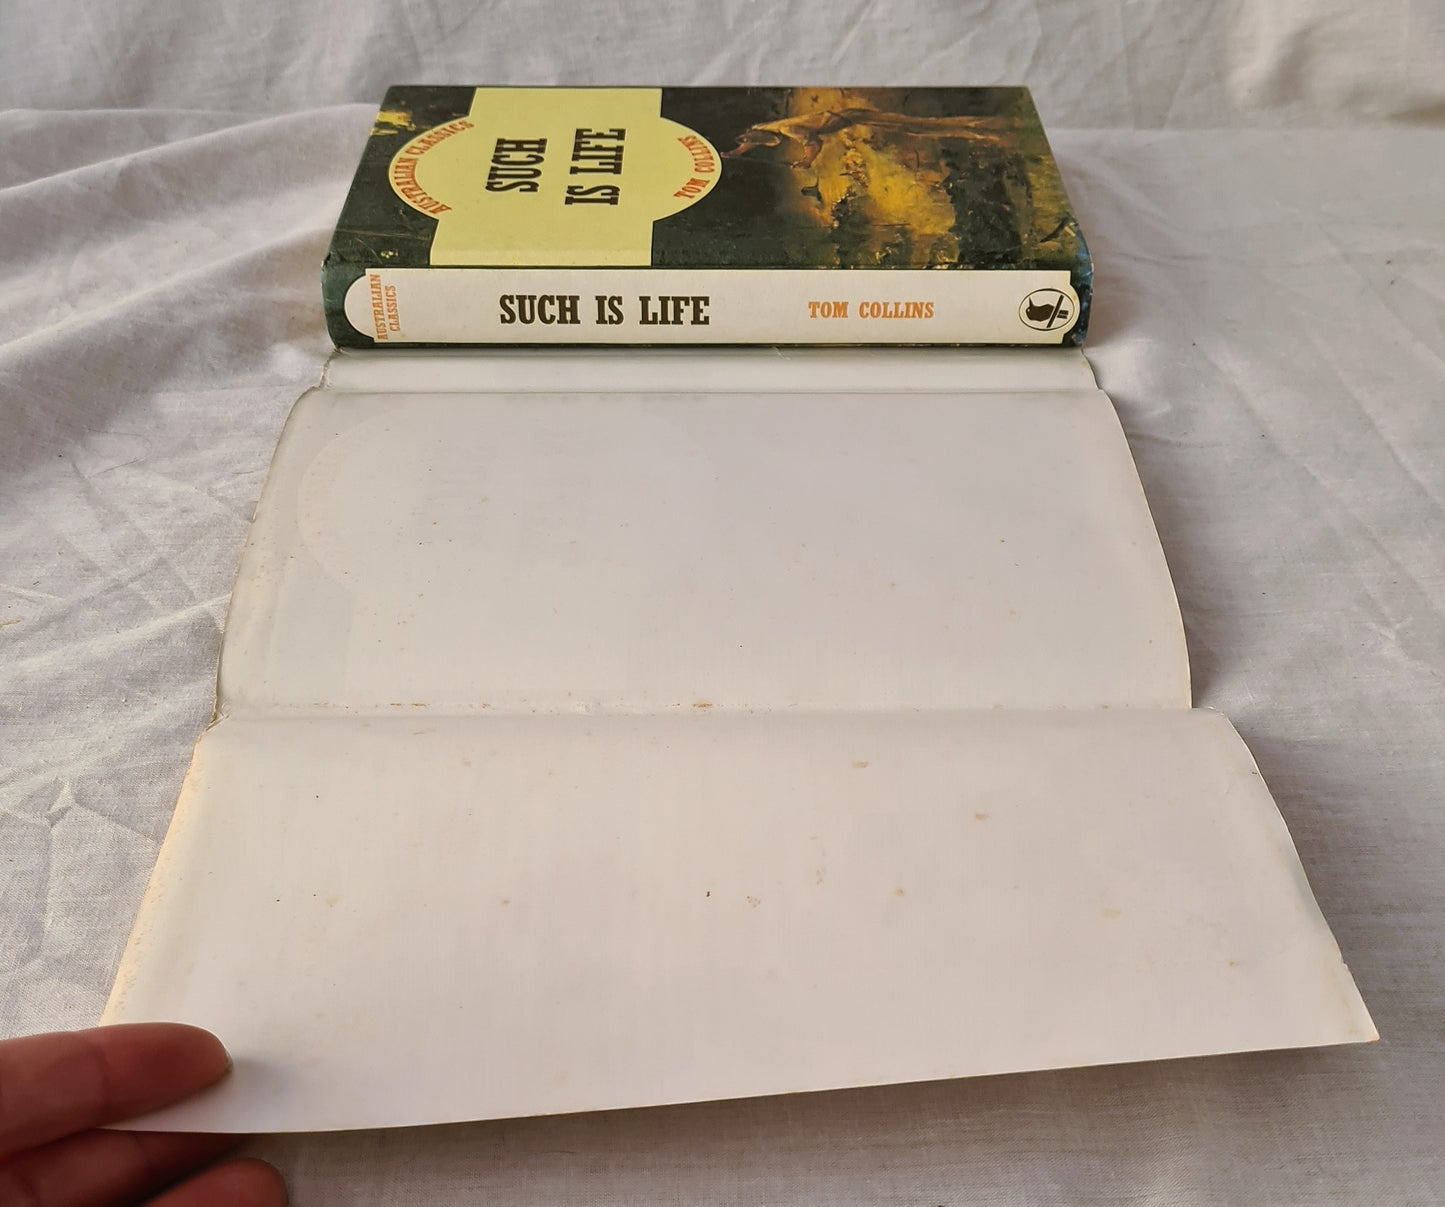 AUSTRALIAN CLASSICS
SUCH
IS LIFE
TOM COLLINS
AUSTRALIAN
CLASSICS
SUCH IS LIFE
TOM COLLINS